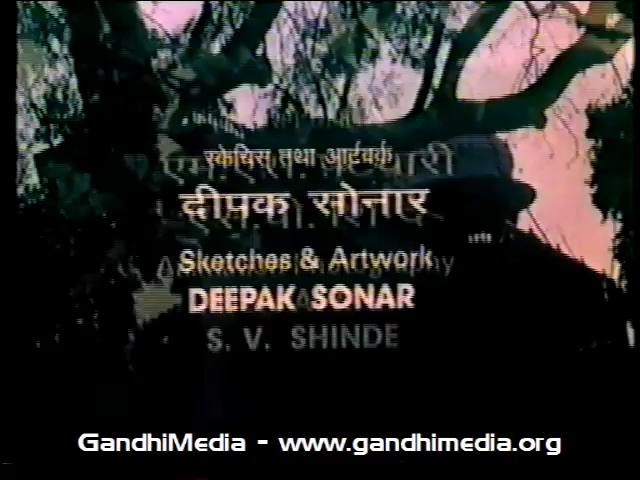 स्केचिस् तथा आर्टवर्क
दीपक सोनार
Sketches & Artwork
DEEPAK SONAR
S. V. SHINDE
GandhiMedia - www.gandhimedia.org